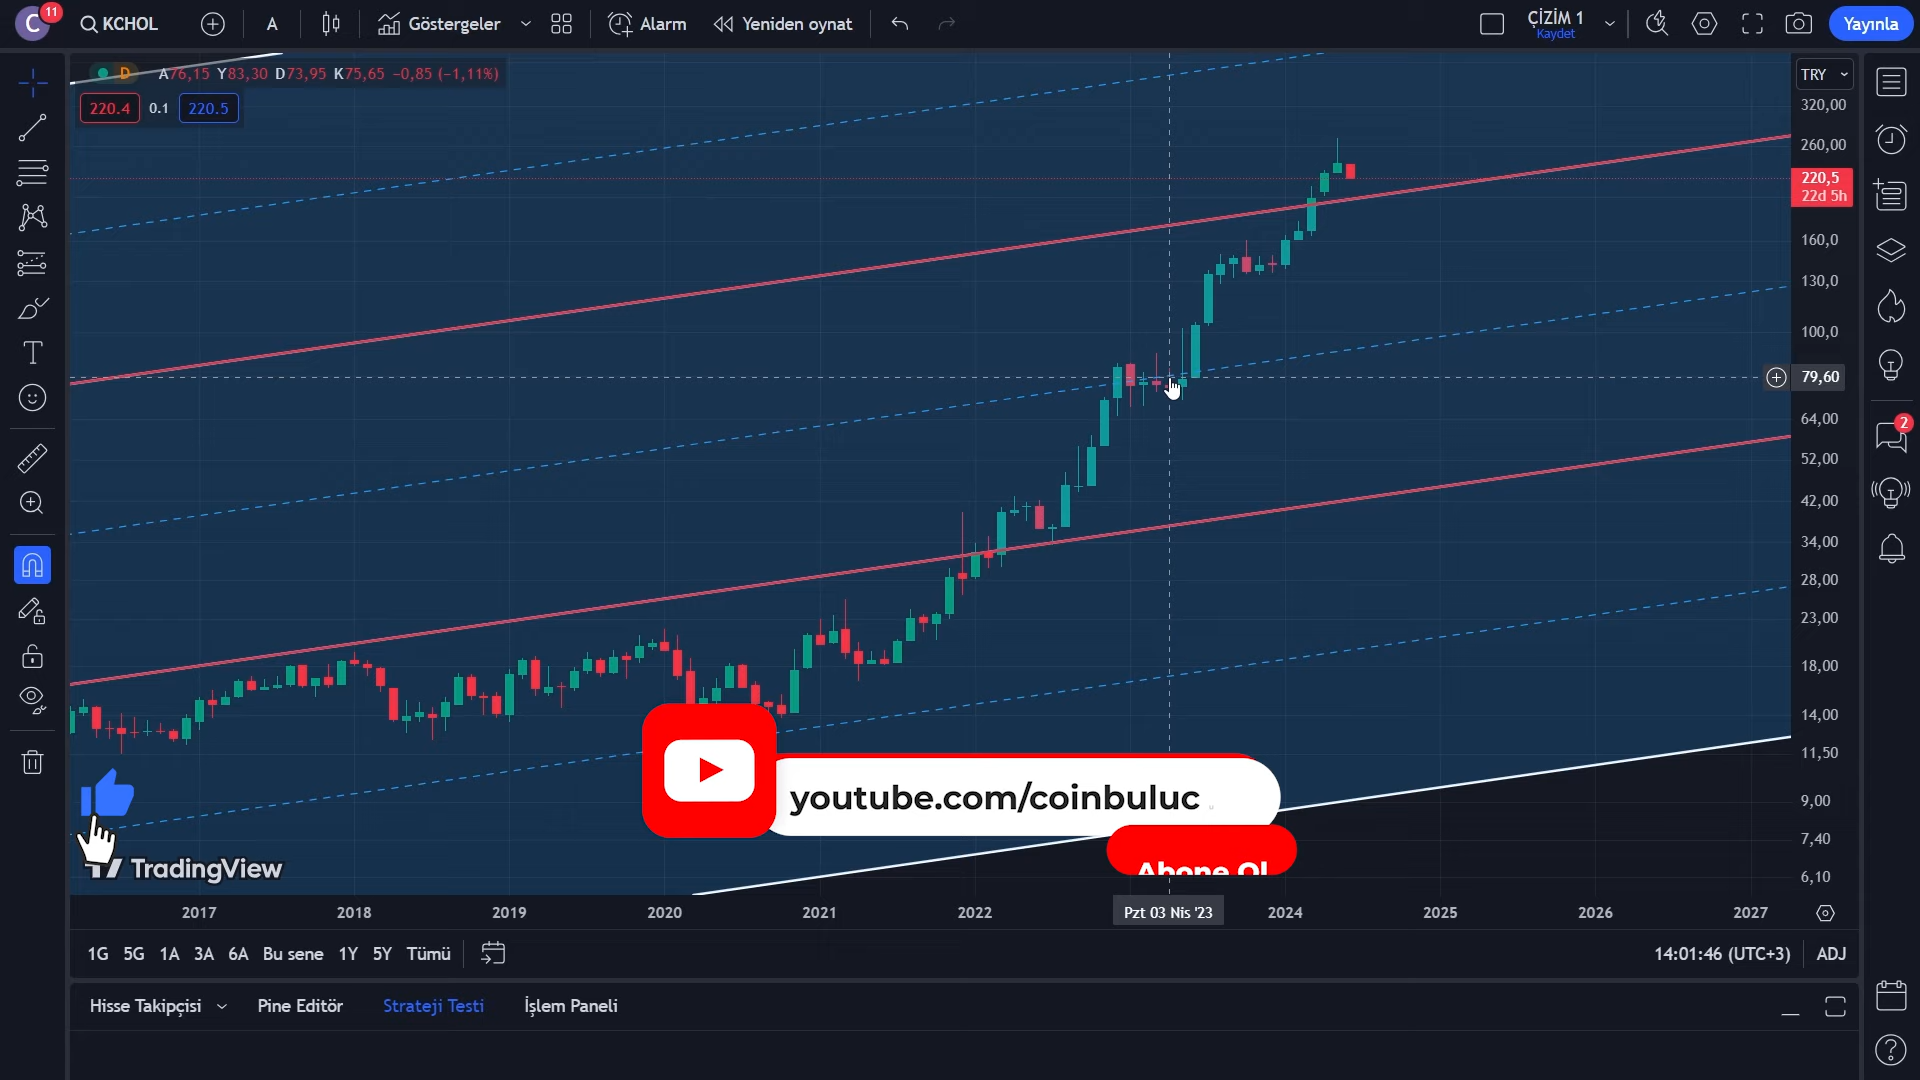 C 11 KCHOL A Göstergeler Alarm Yeniden oynat ÇİZİM 1 Kaydet Yayınla
D A76,15 Y83,30 D73,95 K75,65 -0,85 (-1,11%)
220.4 0.1 220.5
TRY
320,00
260,00
220,5
22d 5h
160,0
130,0
100,0
79,60
64,00
52,00
42,00
34,00
28,00
23,00
18,00
14,00
11,50
9,00
7,40
6,10
2
youtube.com/coinbuluc
Abone Ol
TradingView
2017 2018 2019 2020 2021 2022 Pzt 03 Nis '23 2024 2025 2026 2027
1G 5G 1A 3A 6A Bu sene 1Y 5Y Tümü 14:01:46 (UTC+3) ADJ
Hisse Takipçisi Pine Editör Strateji Testi İşlem Paneli